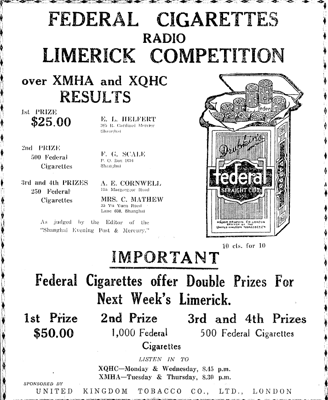 FEDERAL CIGARETTES
RADIO
LIMERICK COMPETITION
over XMHA and XQHC
RESULTS
1st PRIZE
$25.00
E. L. HELFERT
Shanghai
2nd PRIZE
500 Federal
Cigarettes
F. G. SCALE
P. O. Box
Shanghai
3rd and 4th PRIZES
250 Federal
Cigarettes
A. E. CORNWELL
MRS. C. MATHEW
Shanghai
As judged by the Editor of the
"Shanghai Evening Post & Mercury."
federal
STRAIGHT CUT
10 cts. for 10
IMPORTANT
Federal Cigarettes offer Double Prizes For
Next Week's Limerick.
1st Prize
$50.00
2nd Prize
1,000 Federal
Cigarettes
3rd and 4th Prizes
500 Federal Cigarettes
LISTEN IN TO
XQHC—Monday & Wednesday, 8.45 p.m.
XMHA—Tuesday & Thursday, 8.30 p.m.
SPONSORED BY
UNITED KINGDOM TOBACCO CO., LTD., LONDON